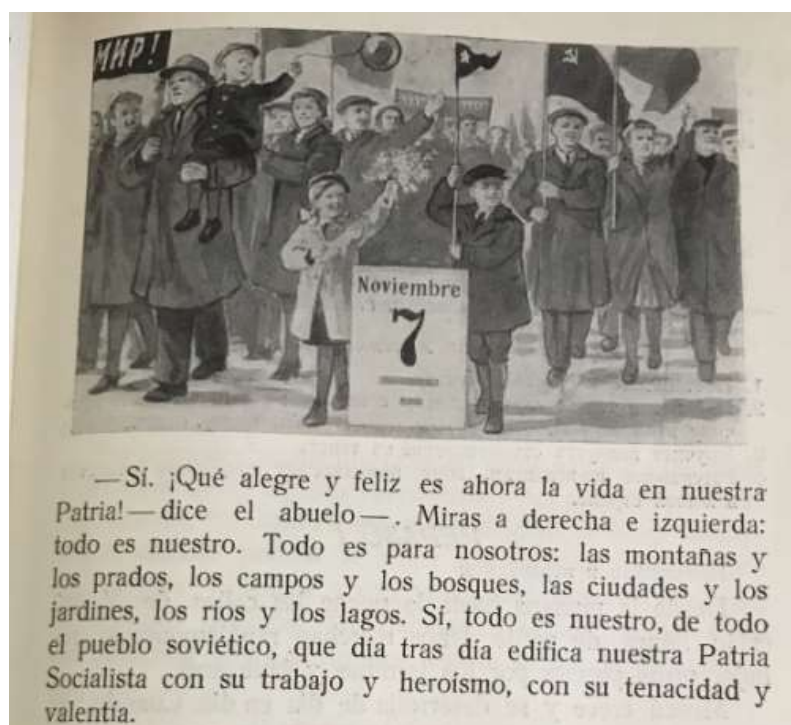 МИР!
Noviembre
7
—Sí. ¡Qué alegre y feliz es ahora la vida en nuestra
Patria!—dice el abuelo—. Miras a derecha e izquierda:
todo es nuestro. Todo es para nosotros: las montañas y
los prados, los campos y los bosques, las ciudades y los
jardines, los ríos y los lagos. Sí, todo es nuestro, de todo
el pueblo soviético, que día tras día edifica nuestra Patria
Socialista con su trabajo y heroísmo, con su tenacidad y
valentía.